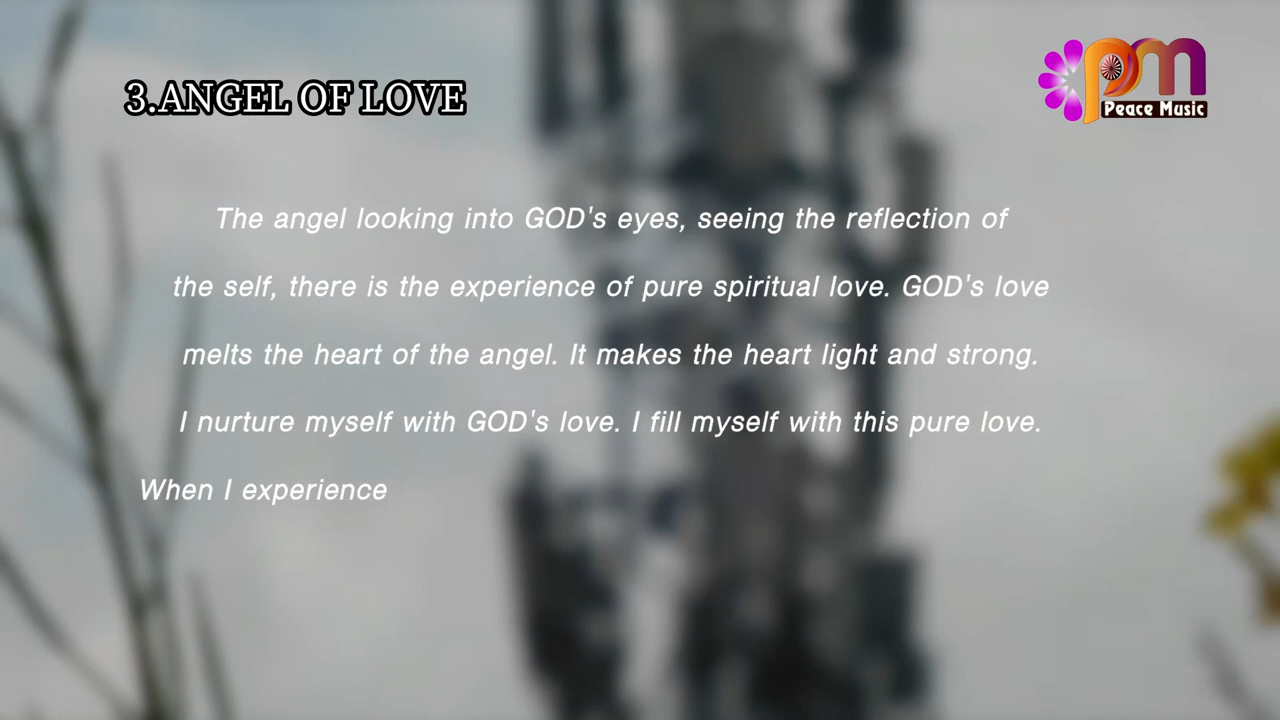 3.ANGEL OF LOVE
pm
Peace Music
The angel looking into GOD's eyes, seeing the reflection of
the self, there is the experience of pure spiritual love. GOD's love
melts the heart of the angel. It makes the heart light and strong.
I nurture myself with GOD's love. I fill myself with this pure love.
When I experience